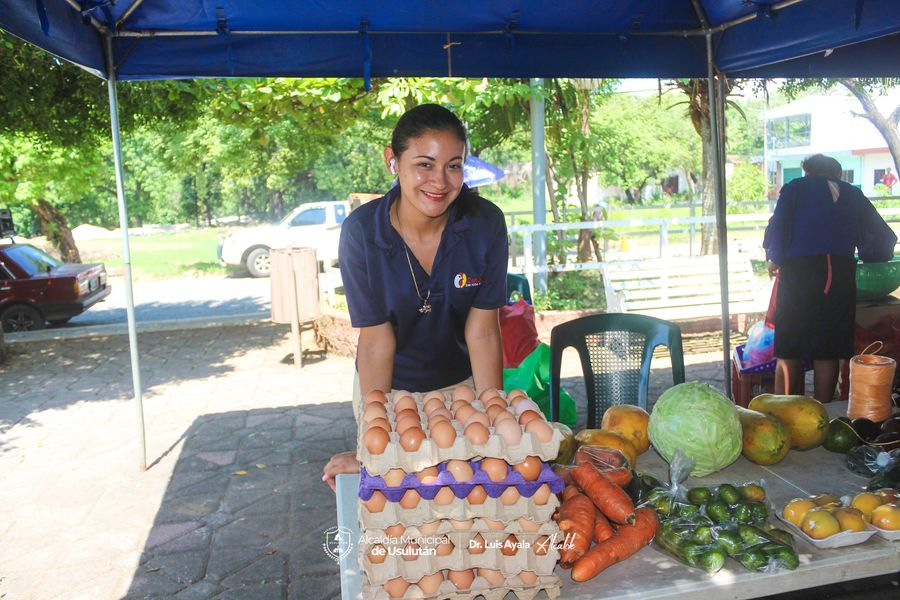 Alcaldía Municipal
de Usulután
Dr. Luis Ayala
Alcalde